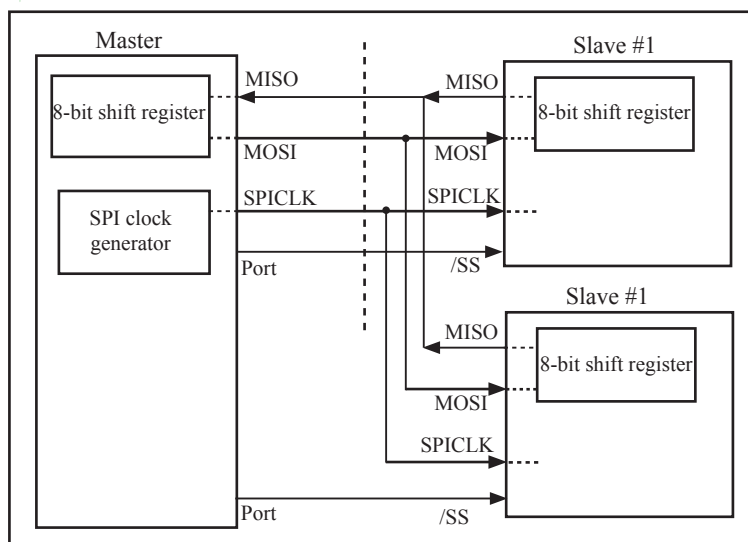 Master
Slave #1
MISO
8-bit shift register
8-bit shift register
MOSI
MOSI
SPICLK
SPICLK
SPI clock
generator
Port
/SS
Slave #1
MISO
8-bit shift register
MOSI
SPICLK
Port
/SS